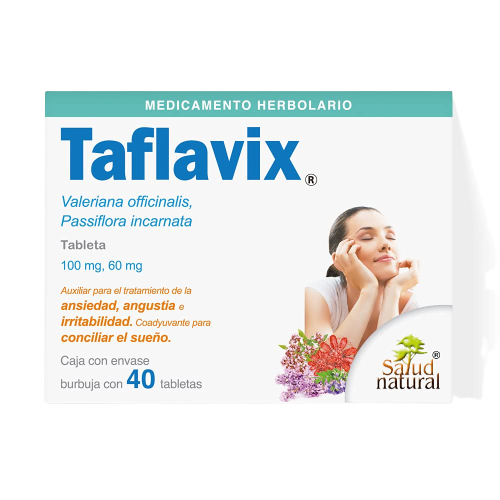 MEDICAMENTO HERBOLARIO
Taflavix®
Valeriana officinalis,
Passiflora incarnata
Tableta
100 mg, 60 mg
Auxiliar para el tratamiento de la
ansiedad, angustia e
irritabilidad. Coadyuvante para
conciliar el sueño.
Caja con envase
burbuja con 40 tabletas
Salud®
natural